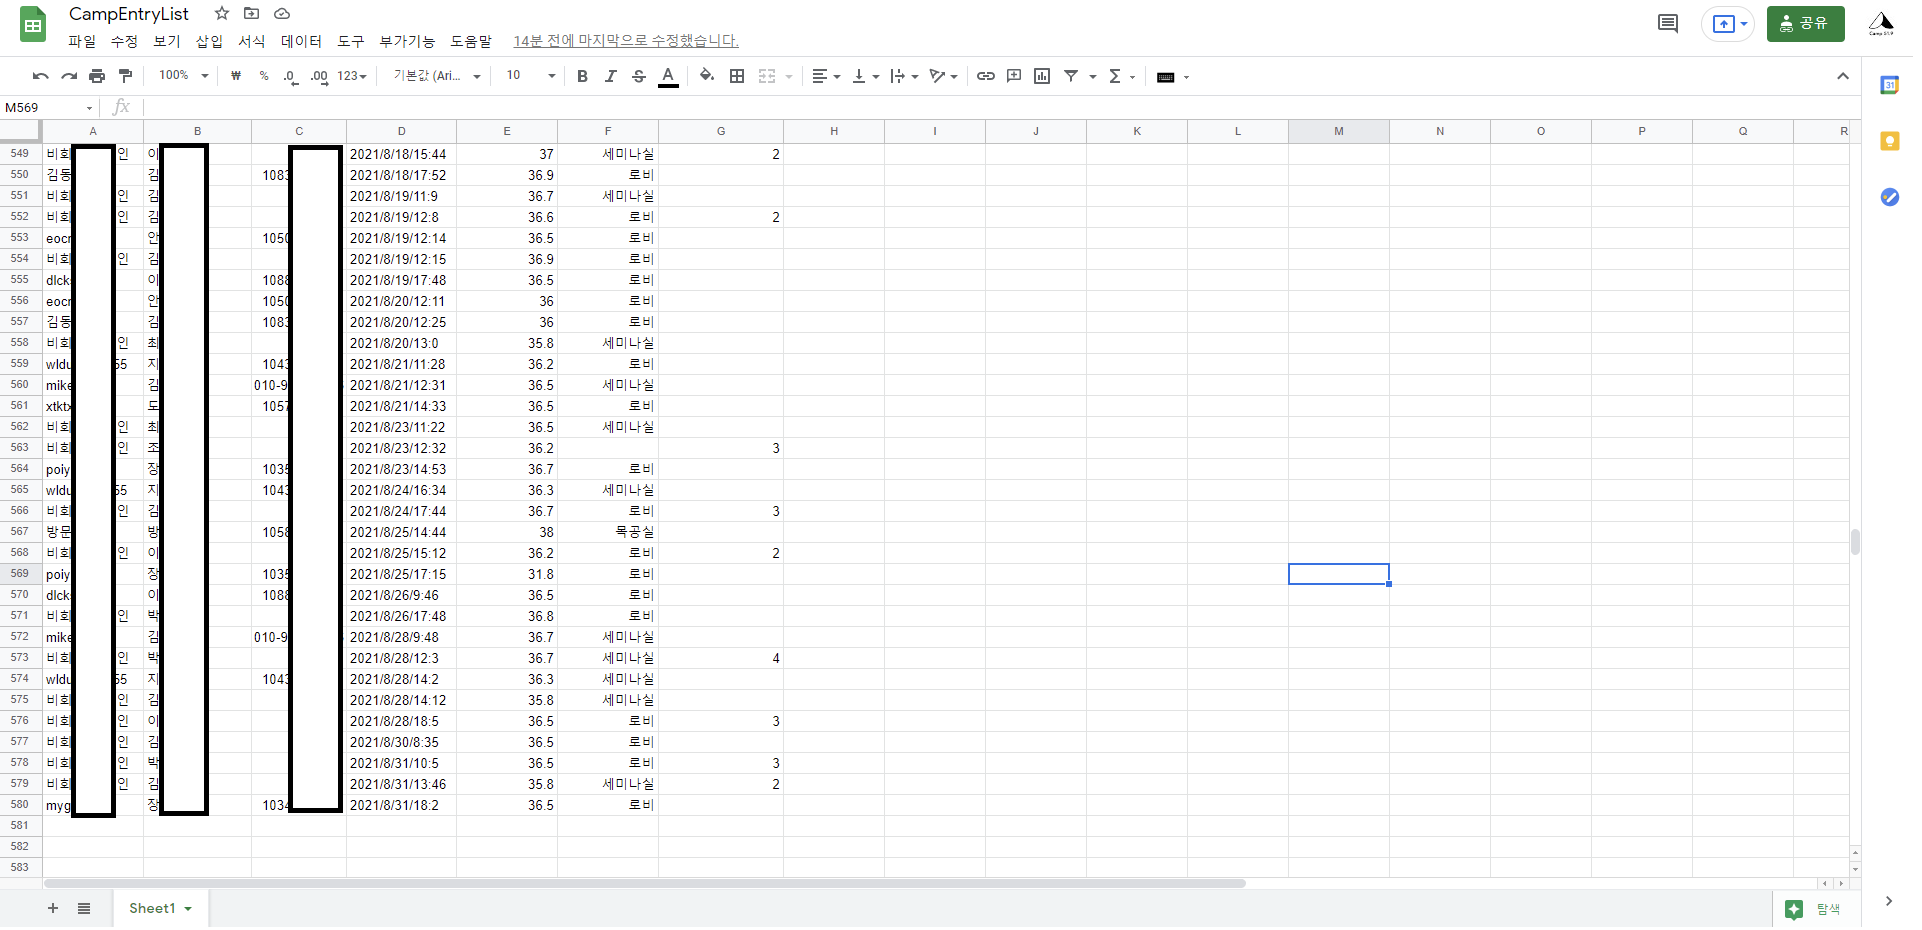 CampEntryList
파일 수정 보기 삽입 서식 데이터 도구 부가기능 도움말 14분 전에 마지막으로 수정했습니다.
공유
Camp 51.9
100% ₩ % .0 .00 123 기본값 (Ari... 10 B I S A Σ
M569 fx
A B C D E F G H I J K L M N O P Q R
549 비회 인 이 2021/8/18/15:44 37 세미나실 2
550 김동 김 1083 2021/8/18/17:52 36.9 로비
551 비회 인 김 2021/8/19/11:9 36.7 세미나실
552 비회 인 김 2021/8/19/12:8 36.6 로비 2
553 eocr 안 1050 2021/8/19/12:14 36.5 로비
554 비회 인 김 2021/8/19/12:15 36.9 로비
555 dlcks 이 1088 2021/8/19/17:48 36.5 로비
556 eocr 안 1050 2021/8/20/12:11 36 로비
557 김동 김 1083 2021/8/20/12:25 36 로비
558 비회 인 최 2021/8/20/13:0 35.8 세미나실
559 wldu 55 지 1043 2021/8/21/11:28 36.2 로비
560 mike 김 010-9 2021/8/21/12:31 36.5 세미나실
561 xtktx 도 1057 2021/8/21/14:33 36.5 로비
562 비회 인 최 2021/8/23/11:22 36.5 세미나실
563 비회 인 조 2021/8/23/12:32 36.2 3
564 poiy 장 1035 2021/8/23/14:53 36.7 로비
565 wldu 55 지 1043 2021/8/24/16:34 36.3 세미나실
566 비회 인 김 2021/8/24/17:44 36.7 로비 3
567 방문 방 1058 2021/8/25/14:44 38 목공실
568 비회 인 이 2021/8/25/15:12 36.2 로비 2
569 poiy 장 1035 2021/8/25/17:15 31.8 로비
570 dlcks 이 1088 2021/8/26/9:46 36.5 로비
571 비회 인 박 2021/8/26/17:48 36.8 로비
572 mike 김 010-9 2021/8/28/9:48 36.7 세미나실
573 비회 인 박 2021/8/28/12:3 36.7 세미나실 4
574 wldu 55 지 1043 2021/8/28/14:2 36.3 세미나실
575 비회 인 김 2021/8/28/14:12 35.8 세미나실
576 비회 인 이 2021/8/28/18:5 36.5 로비 3
577 비회 인 김 2021/8/30/8:35 36.5 로비
578 비회 인 박 2021/8/31/10:5 36.5 로비 3
579 비회 인 김 2021/8/31/13:46 35.8 세미나실 2
580 myg 장 1034 2021/8/31/18:2 36.5 로비
581
582
583
Sheet1
탐색
31